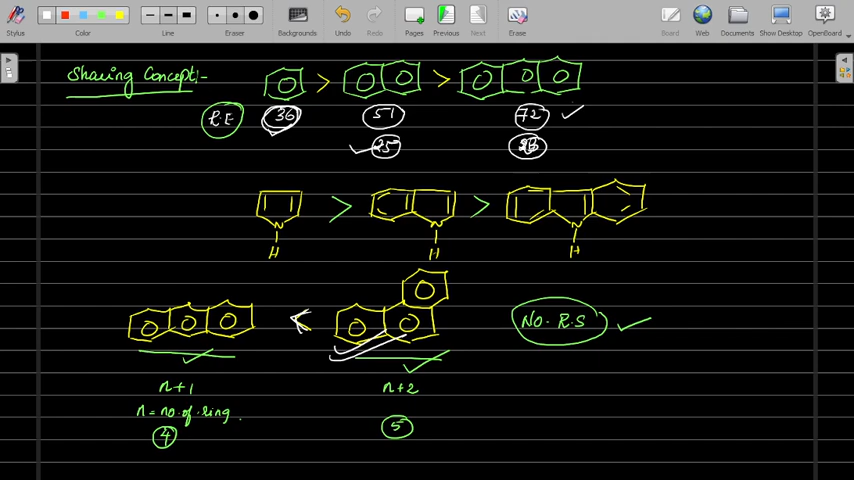 Stylus
Color
Line
Eraser
Backgrounds
Undo
Redo
Pages
Previous
Next
Erase
Board
Web
Documents
Show Desktop
OpenBoard
Sharing Concept:-
> >
R.E 36 51 72
25
> >
N N N
H H H
< No. R.S
n+1 n+2
n = no. of. ring
4 5